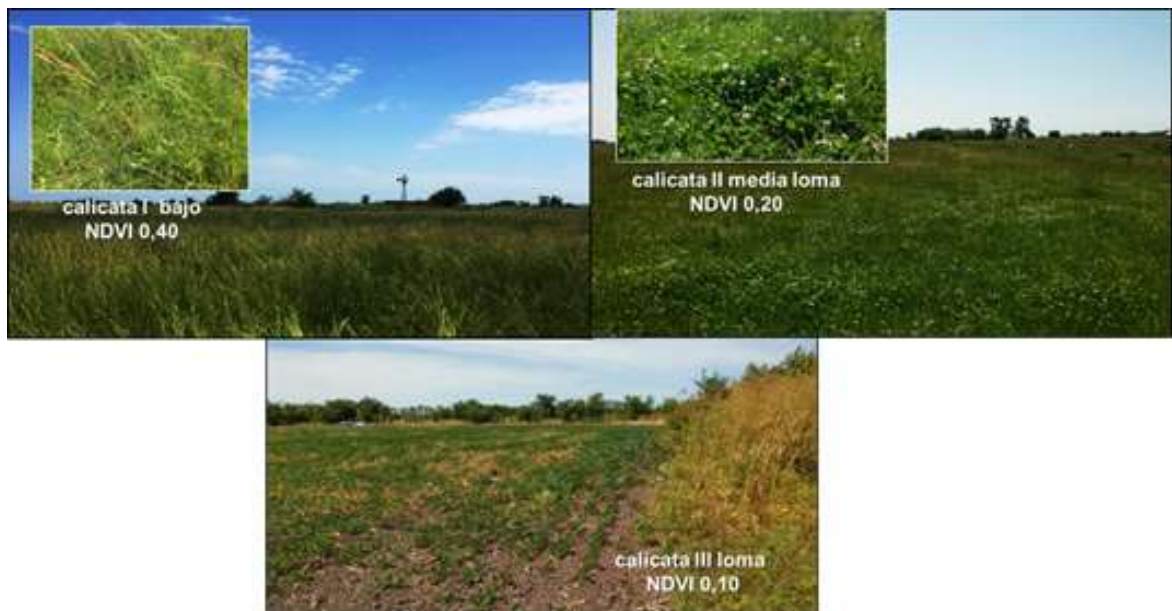 calicata I bajo
NDVI 0,40
calicata II media loma
NDVI 0,20
calicata III loma
NDVI 0,10